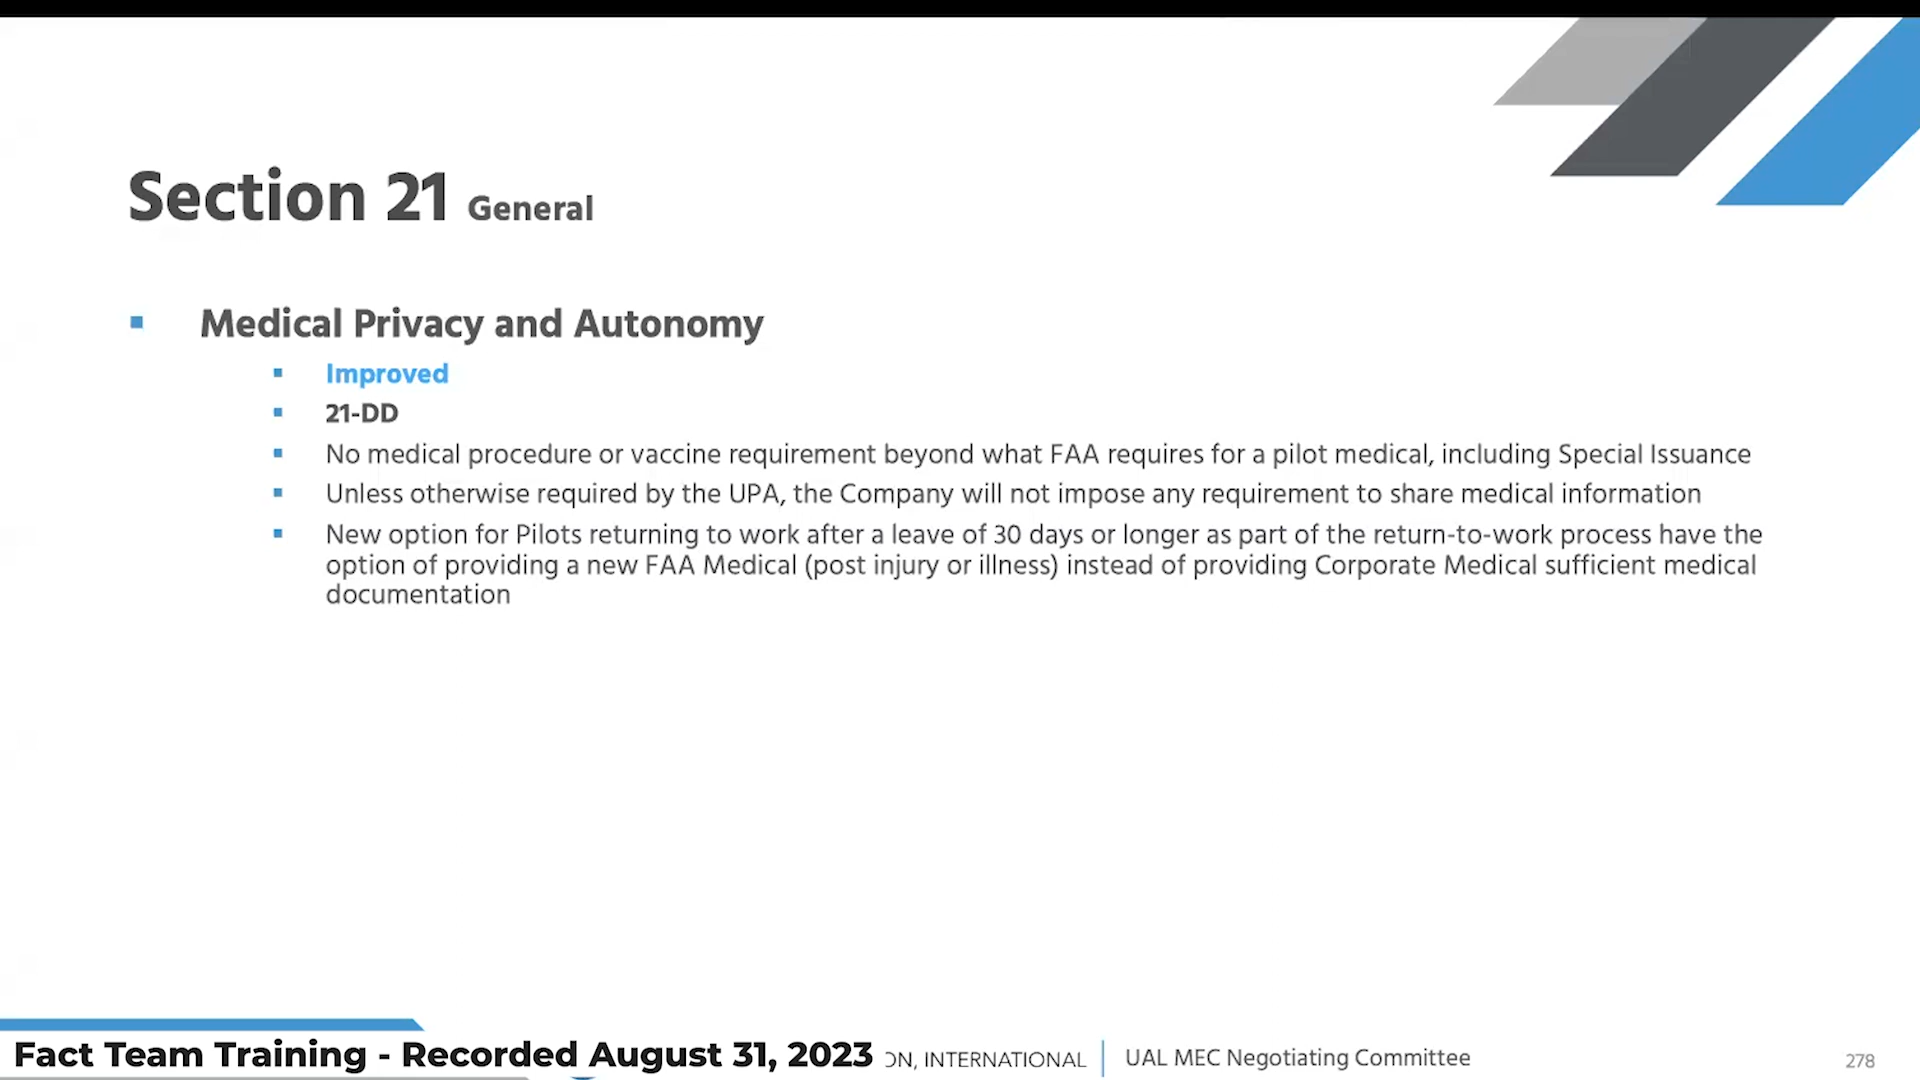 Section 21 General
Medical Privacy and Autonomy
Improved
21-DD
No medical procedure or vaccine requirement beyond what FAA requires for a pilot medical, including Special Issuance
Unless otherwise required by the UPA, the Company will not impose any requirement to share medical information
New option for Pilots returning to work after a leave of 30 days or longer as part of the return-to-work process have the
option of providing a new FAA Medical (post injury or illness) instead of providing Corporate Medical sufficient medical
documentation
Fact Team Training - Recorded August 31, 2023 ON, INTERNATIONAL UAL MEC Negotiating Committee 278